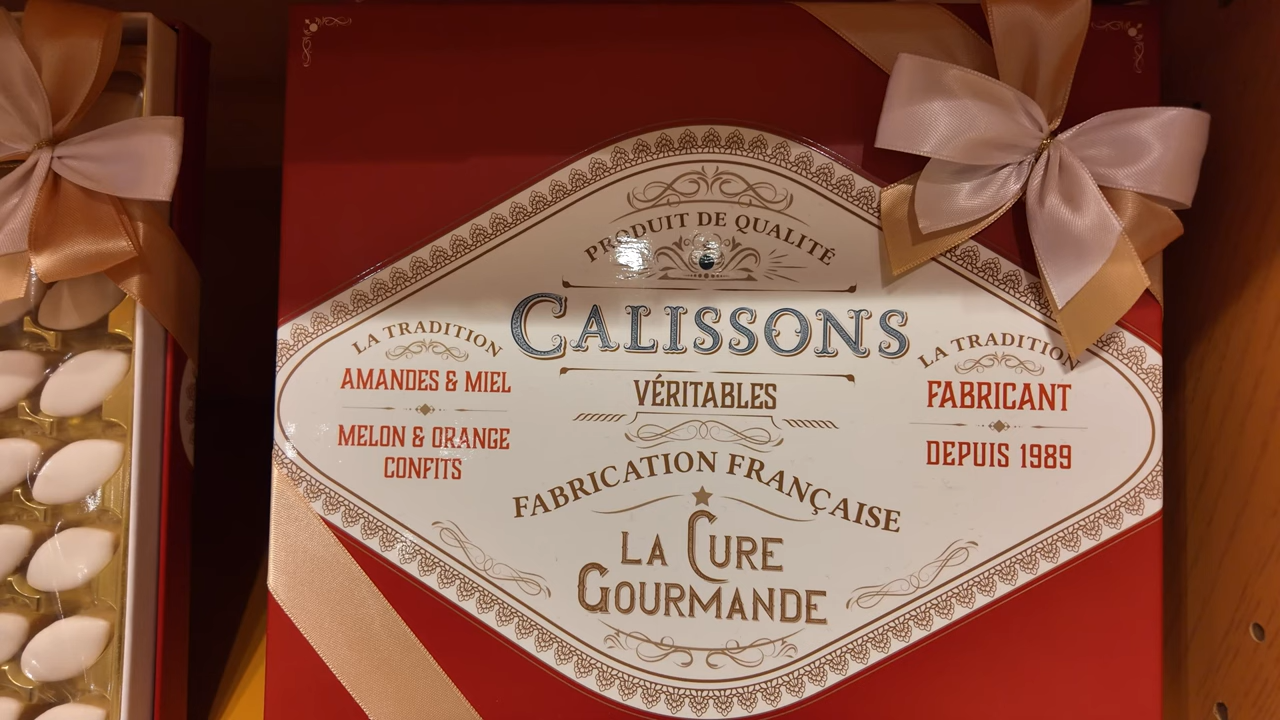 PRODUIT DE QUALITÉ
CALISSONS
VÉRITABLES
LA TRADITION
AMANDES & MIEL
MELON & ORANGE
CONFITS
LA TRADITION
FABRICANT
DEPUIS 1989
FABRICATION FRANÇAISE
LA CURE
GOURMANDE